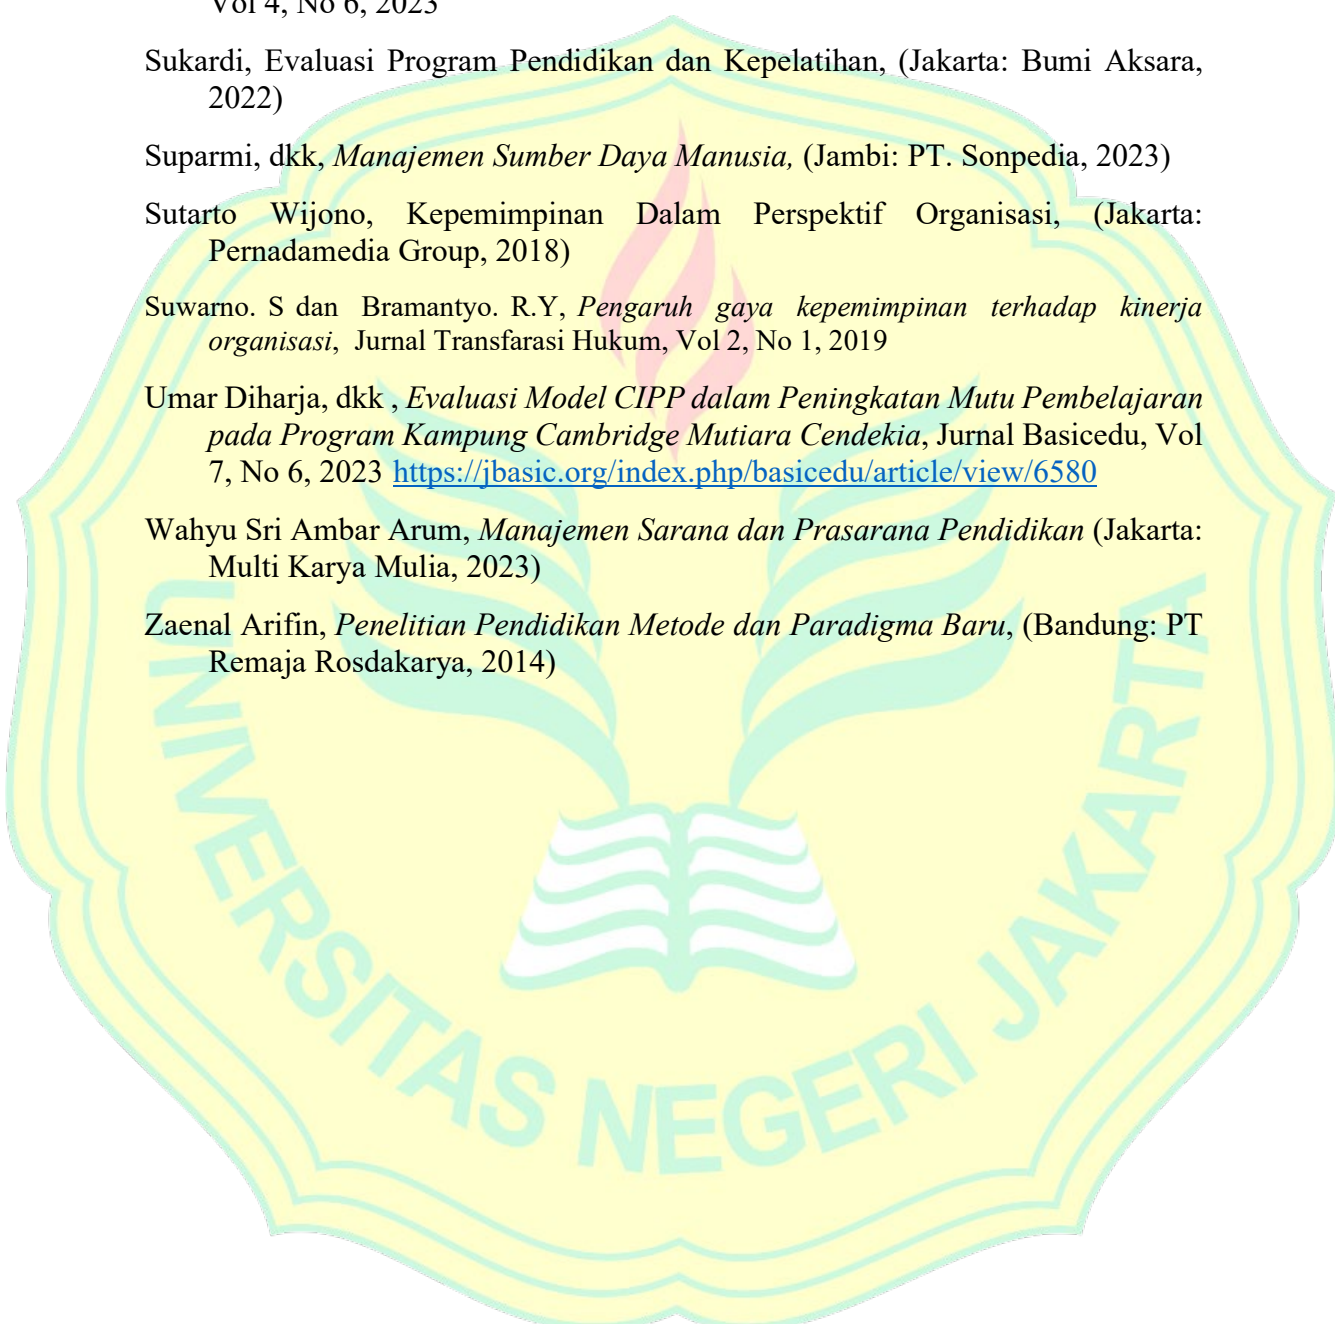 Vol 4, No 6, 2023
Sukardi, Evaluasi Program Pendidikan dan Kepelatihan, (Jakarta: Bumi Aksara,
2022)
Suparmi, dkk, Manajemen Sumber Daya Manusia, (Jambi: PT. Sonpedia, 2023)
Sutarto Wijono, Kepemimpinan Dalam Perspektif Organisasi, (Jakarta:
Pernadamedia Group, 2018)
Suwarno. S dan Bramantyo. R.Y, Pengaruh gaya kepemimpinan terhadap kinerja
organisasi, Jurnal Transfarasi Hukum, Vol 2, No 1, 2019
Umar Diharja, dkk , Evaluasi Model CIPP dalam Peningkatan Mutu Pembelajaran
pada Program Kampung Cambridge Mutiara Cendekia, Jurnal Basicedu, Vol
7, No 6, 2023 https://jbasic.org/index.php/basicedu/article/view/6580
Wahyu Sri Ambar Arum, Manajemen Sarana dan Prasarana Pendidikan (Jakarta:
Multi Karya Mulia, 2023)
Zaenal Arifin, Penelitian Pendidikan Metode dan Paradigma Baru, (Bandung: PT
Remaja Rosdakarya, 2014)
UNIVERSITAS NEGERI JAKARTA